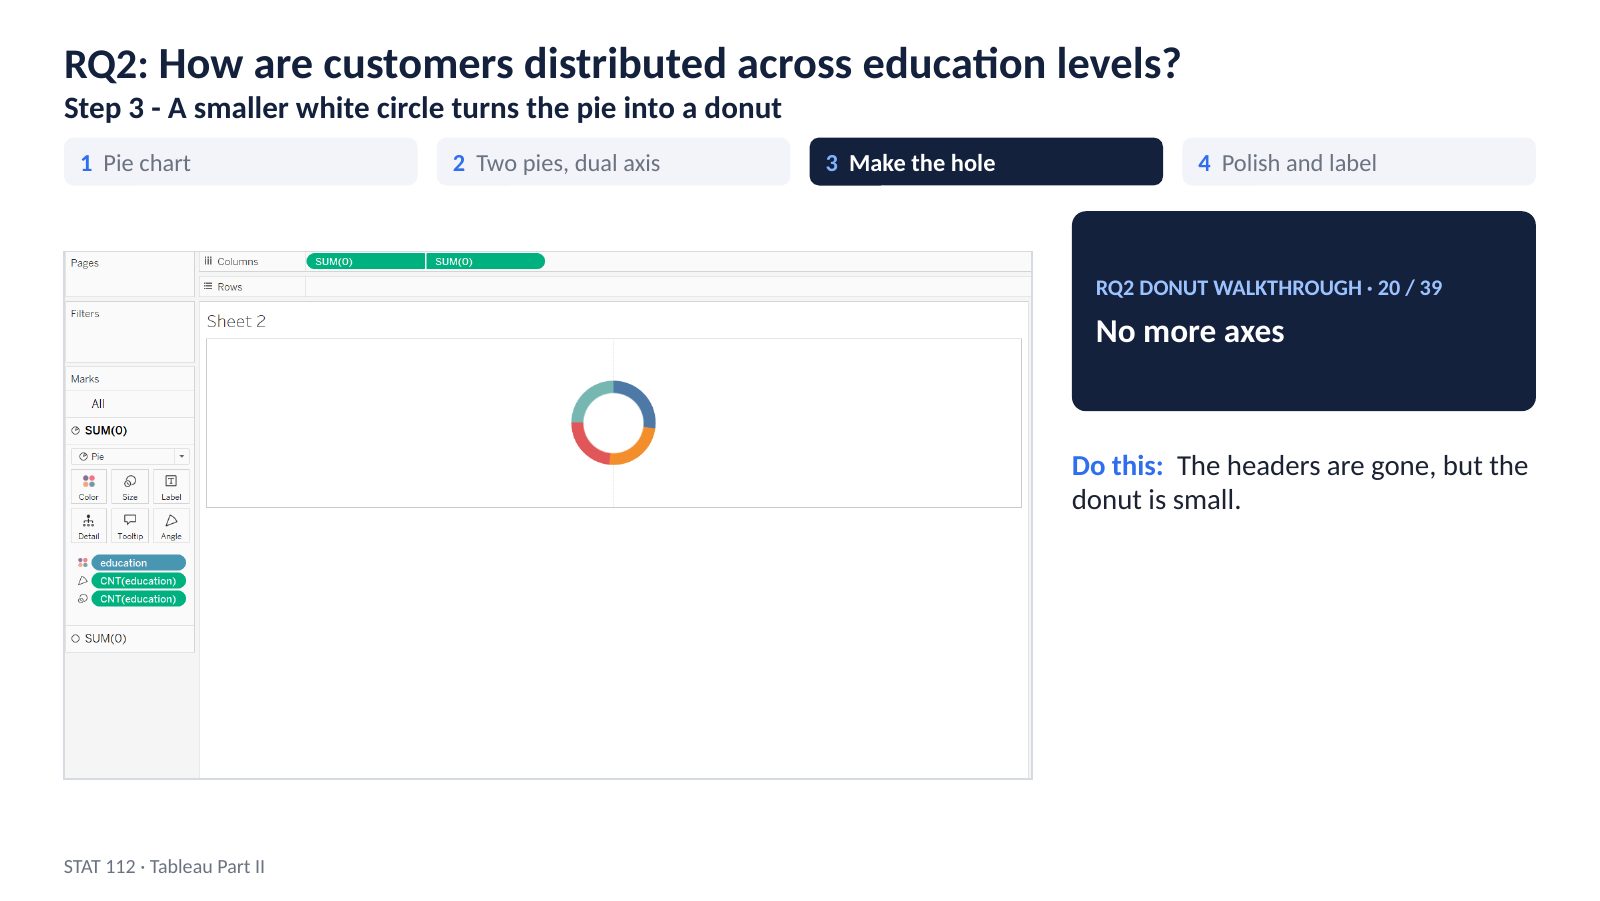 RQ2: How are customers distributed across education levels?
Step 3 - A smaller white circle turns the pie into a donut
1 Pie chart
2 Two pies, dual axis
3 Make the hole
4 Polish and label
Pages
Columns
SUM(0)
SUM(0)
Rows
Filters
Sheet 2
Marks
All
SUM(0)
Pie
Color
Size
Label
Detail
Tooltip
Angle
education
CNT(education)
CNT(education)
SUM(0)
RQ2 DONUT WALKTHROUGH · 20 / 39
No more axes
Do this: The headers are gone, but the
donut is small.
STAT 112 · Tableau Part II